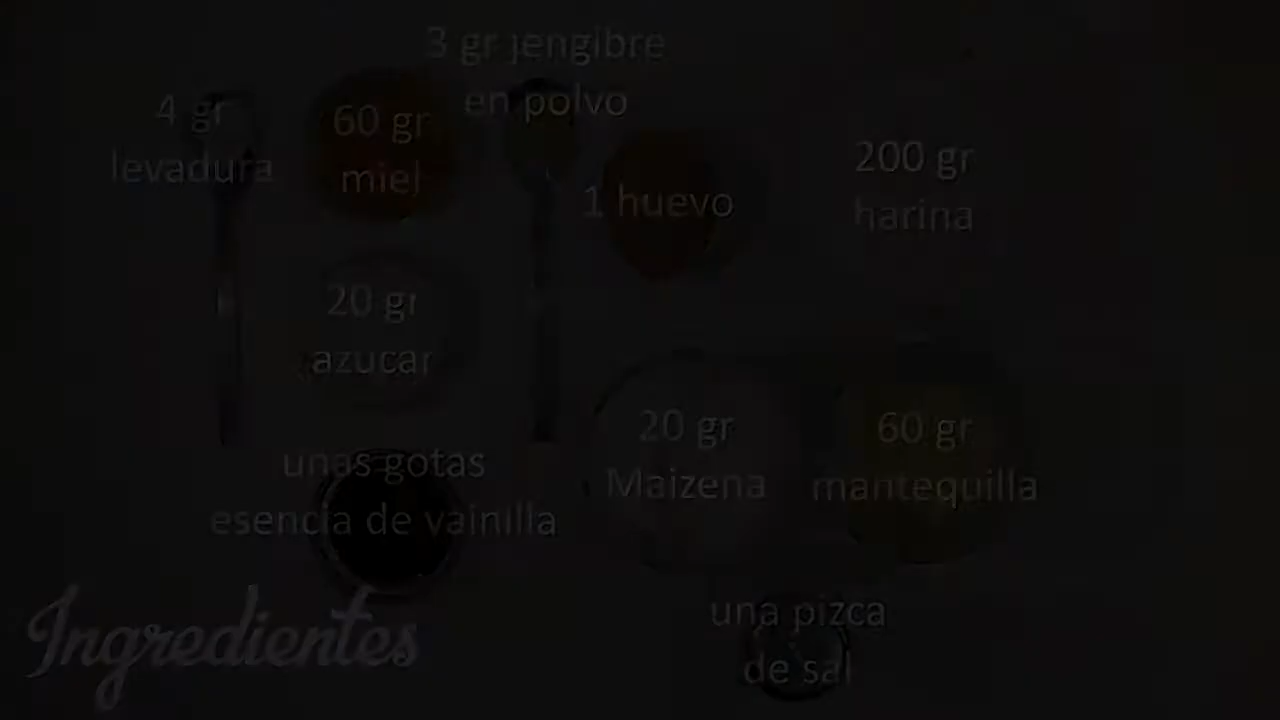 3 gr jengibre
en polvo
4 gr
levadura
60 gr
miel
1 huevo
200 gr
harina
20 gr
azucar
20 gr
Maizena
60 gr
mantequilla
unas gotas
esencia de vainilla
una pizca
de sal
Ingredientes